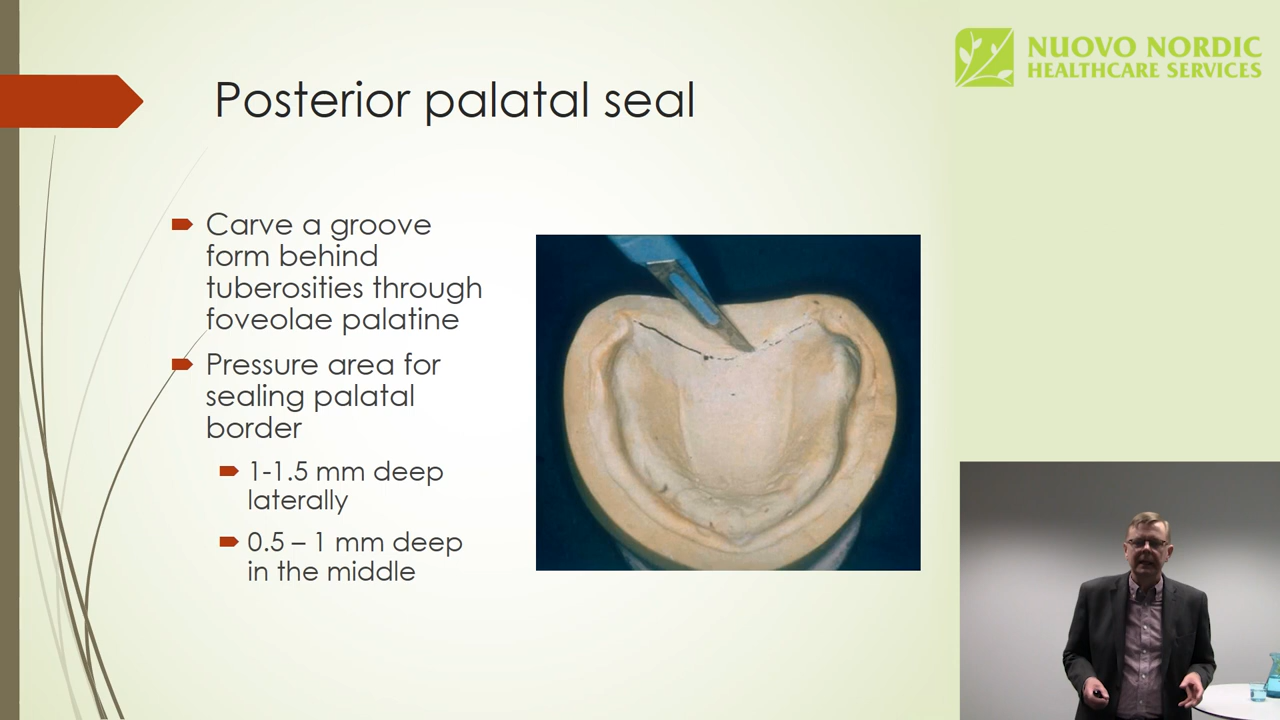 NUOVO NORDIC
HEALTHCARE SERVICES
Posterior palatal seal
Carve a groove
form behind
tuberosities through
foveolae palatine
Pressure area for
sealing palatal
border
1-1.5 mm deep
laterally
0.5 – 1 mm deep
in the middle